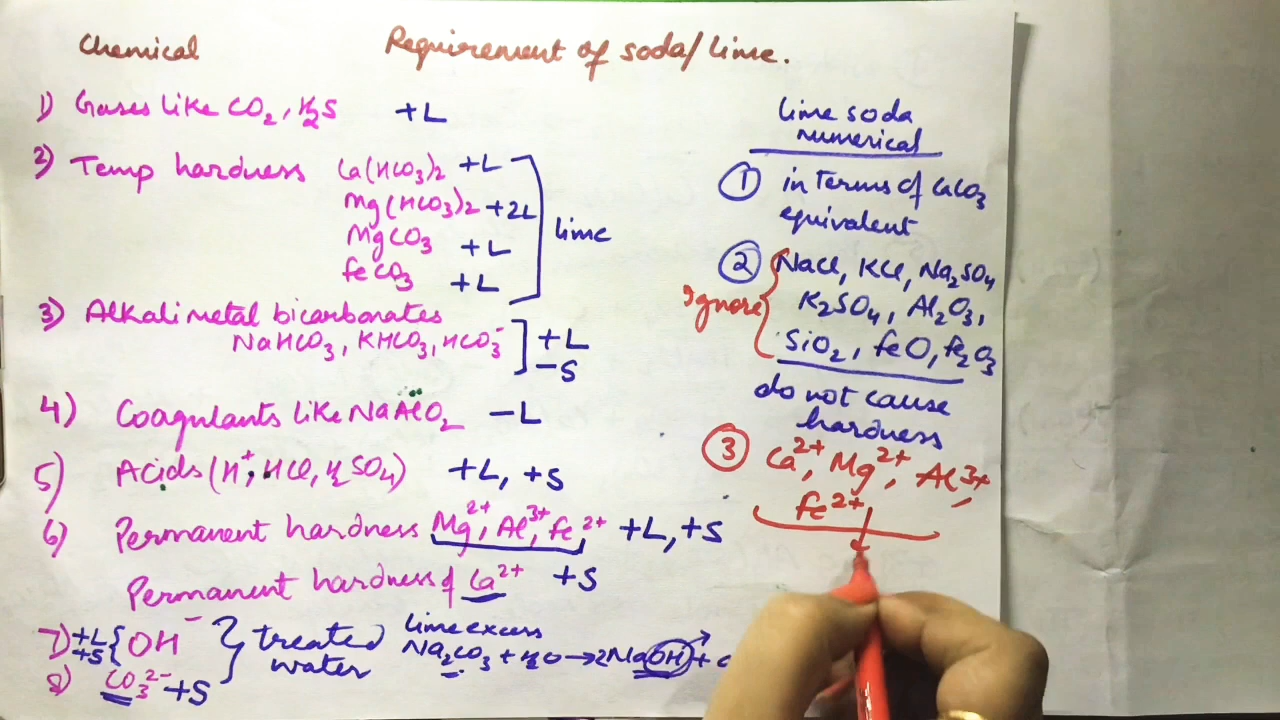 Chemical Requirement of soda/lime.
1) Gases like CO₂, H₂S +L
2) Temp hardness Ca(HCO₃)₂ +L
Mg(HCO₃)₂ +2L
MgCO₃ +L
FeCO₃ +L
lime
3) Alkali metal bicarbonates
NaHCO₃, KHCO₃, HCO₃⁻ +L
-S
4) Coagulants like NaAlO₂ -L
5) Acids (H⁺, HCl, H₂SO₄) +L, +S
6) Permanent hardness Mg²⁺, Al³⁺, Fe²⁺ +L, +S
Permanent hardness of Ca²⁺ +S
7) +L +S { OH⁻
8) CO₃²⁻ +S
treated
water
lime excess
Na₂CO₃ + H₂O → 2NaOH +
lime soda
numerical
① in terms of CaCO₃
equivalent
② NaCl, KCl, Na₂SO₄
K₂SO₄, Al₂O₃,
SiO₂, FeO, Fe₂O₃
Ignore
do not cause
hardness
③ Ca²⁺, Mg²⁺, Al³⁺,
Fe²⁺